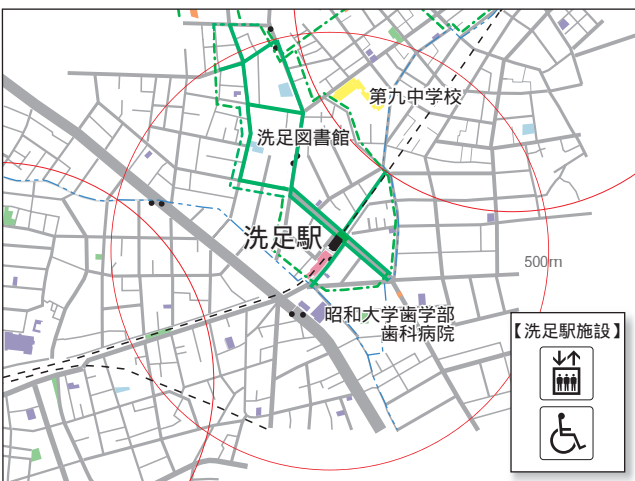 第九中学校
洗足図書館
洗足駅
500m
昭和大学歯学部
歯科病院
【洗足駅施設】